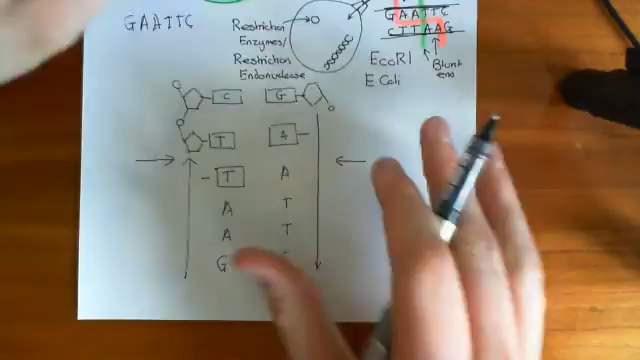 GAATTC
Restriction
Enzymes/
Restriction
Endonuclease
GAATTC
CTTAAG
EcoRI
E Coli
Blunt
end
C G
T A
T A
A T
A T
G